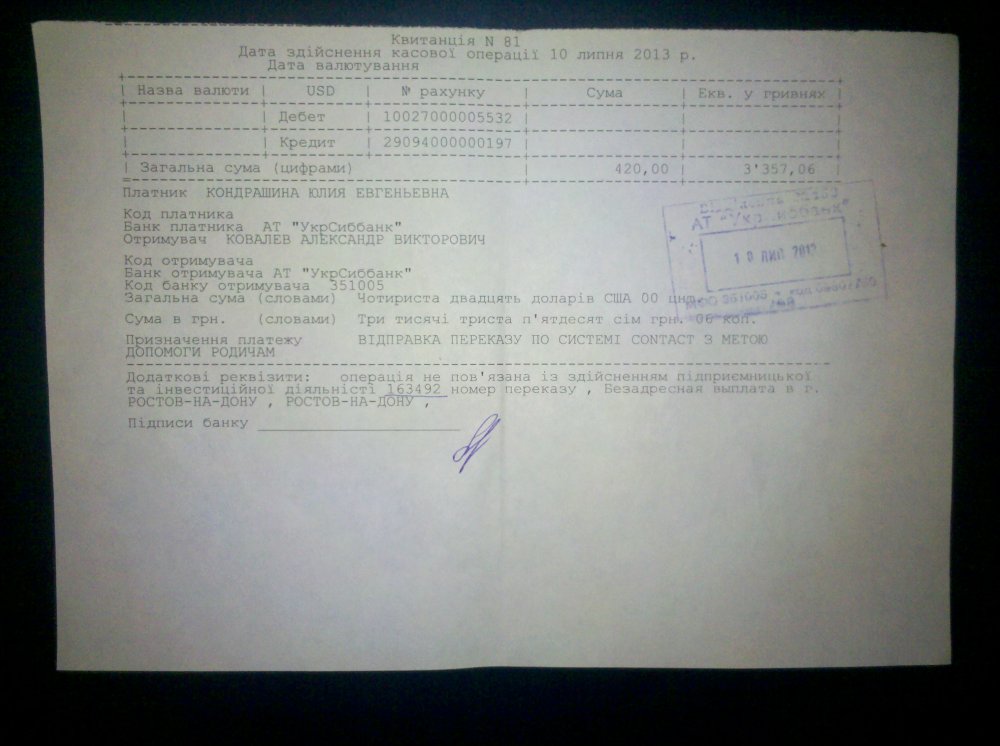 Квитанція N 81
Дата здійснення касової операції 10 липня 2013 р.
Дата валютування
Назва валюти | USD | № рахунку | Сума | Екв. у гривнях
Дебет | 10027000005532
Кредит | 29094000000197
Загальна сума (цифрами) 420,00 | 3'357,06
Платник КОНДРАШИНА ЮЛИЯ ЕВГЕНЬЕВНА
Код платника
Банк платника АТ "УкрСиббанк"
Отримувач КОВАЛЕВ АЛЕКСАНДР ВИКТОРОВИЧ
Код отримувача
Банк отримувача АТ "УкрСиббанк"
Код банку отримувача 351005
Загальна сума (словами) Чотириста двадцять доларів США 00 цнт.
Сума в грн. (словами) Три тисячі триста п'ятдесят сім грн. 06 коп.
Призначення платежу ВІДПРАВКА ПЕРЕКАЗУ ПО СИСТЕМІ CONTACT З МЕТОЮ
ДОПОМОГИ РОДИЧАМ
Додаткові реквізити: операція не пов'язана із здійсненням підприємницької
та інвестиційної діяльності 163492 номер переказу , Безадресная выплата в г.
РОСТОВ-НА-ДОНУ , РОСТОВ-НА-ДОНУ ,
Підписи банку
АТ
10 ЛИП 2013
МФО 351005